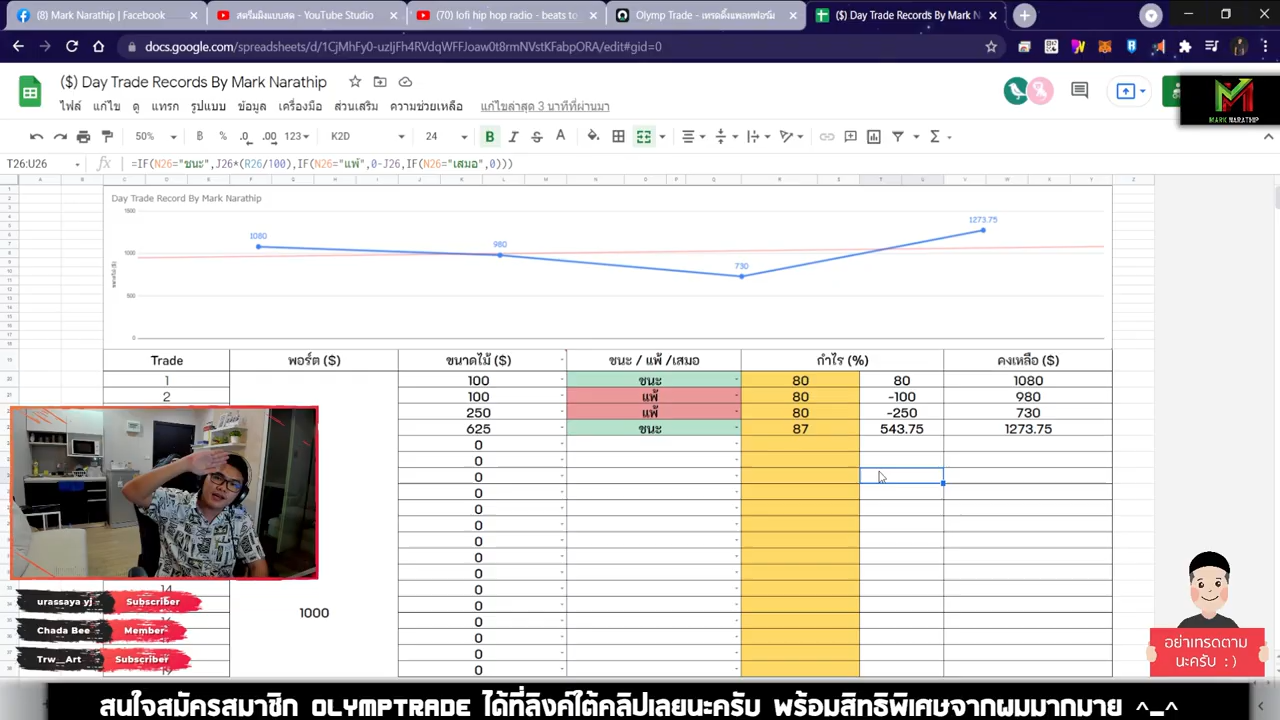 (8) Mark Narathip | Facebook
สตรีมมิงแบบสด - YouTube Studio
(70) lofi hip hop radio - beats to
Olymp Trade - เทรดดิ้งแพลทฟอร์ม
($) Day Trade Records By Mark N
docs.google.com/spreadsheets/d/1CjMhFy0-uzIjFh4RVdqWFFJoaw0t8rmNVstKFabpORA/edit#gid=0
($) Day Trade Records By Mark Narathip
ไฟล์ แก้ไข ดู แทรก รูปแบบ ข้อมูล เครื่องมือ ส่วนเสริม ความช่วยเหลือ แก้ไขล่าสุด 3 นาทีที่ผ่านมา
MARK NARATHIP
50% ฿ % .0 .00 123 K2D 24 B I S A
T26:U26 fx =IF(N26="ชนะ",J26*(R26/100),IF(N26="แพ้",0-J26,IF(N26="เสมอ",0)))
Day Trade Record By Mark Narathip
1500
1000
500
0
1080 980 730 1273.75
Trade พอร์ต ($) ขนาดไม้ ($) ชนะ / แพ้ /เสมอ กำไร (%) คงเหลือ ($)
1 100 ชนะ 80 80 1080
2 100 แพ้ 80 -100 980
250 แพ้ 80 -250 730
625 ชนะ 87 543.75 1273.75
0
0
0
0
0
0
0
0
0
14 0
1000
0
0
0
0
19 0
urassaya yj Subscriber
Chada Bee Member
Trw__Art Subscriber
อย่าเทรดตาม
นะครับ : )
สนใจสมัครสมาชิก OLYMPTRADE ได้ที่ลิงค์ใต้คลิปเลยนะครับ พร้อมสิทธิพิเศษจากผมมากมาย ^_^